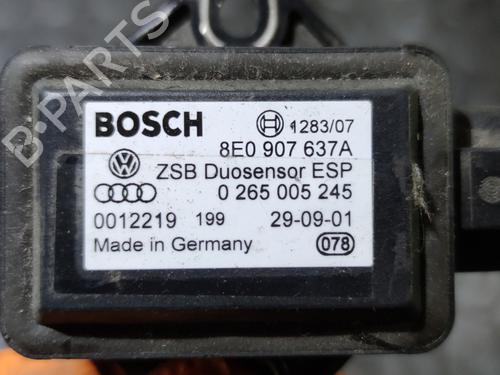 B-PARTS
BOSCH 1283/07
8E0 907 637A
ZSB Duosensor ESP
0 265 005 245
0012219 199 29-09-01
Made in Germany 078